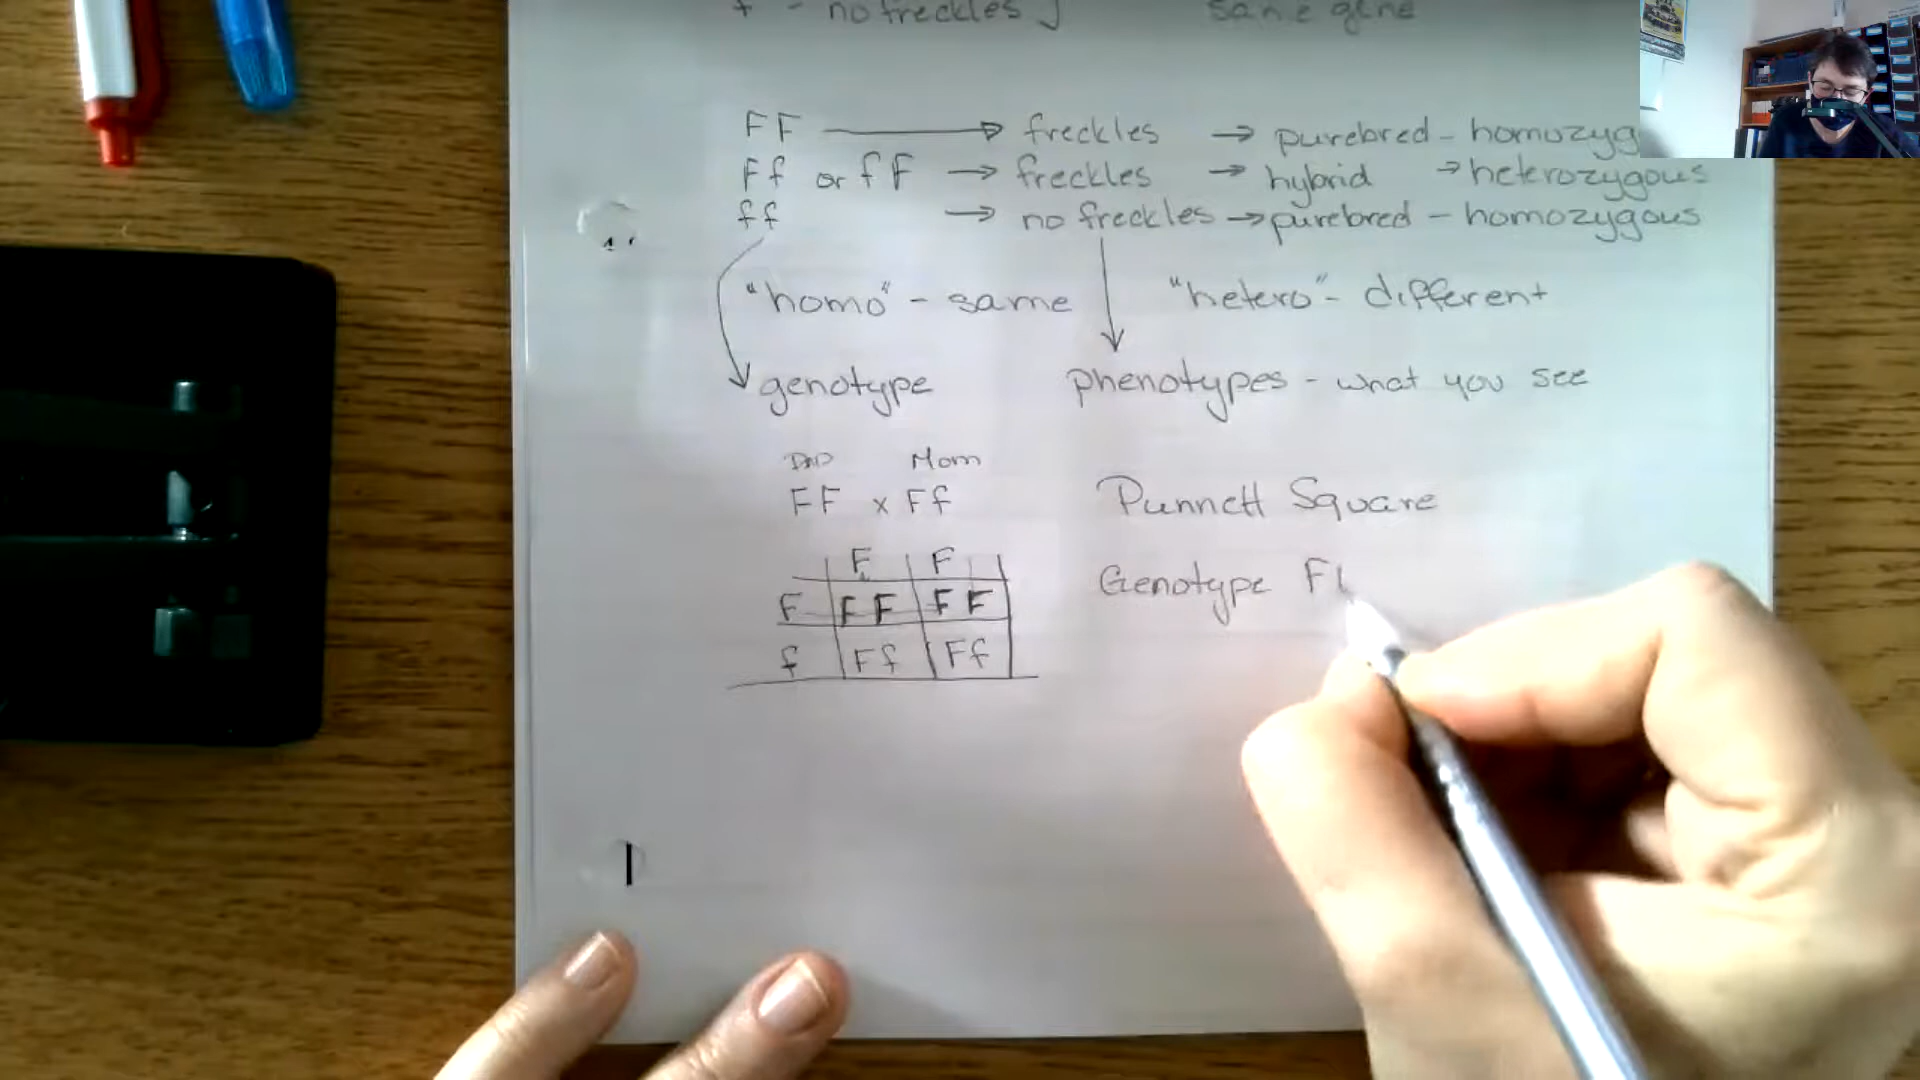 f - no freckles } same gene
FF → freckles → purebred - homozyg
Ff or fF → freckles → hybrid → heterozygous
ff → no freckles → purebred - homozygous
"homo" - same "hetero" - different
genotype phenotypes - what you see
DAD Mom
FF x Ff Punnett Square
F F
F FF FF
f Ff Ff
Genotype F